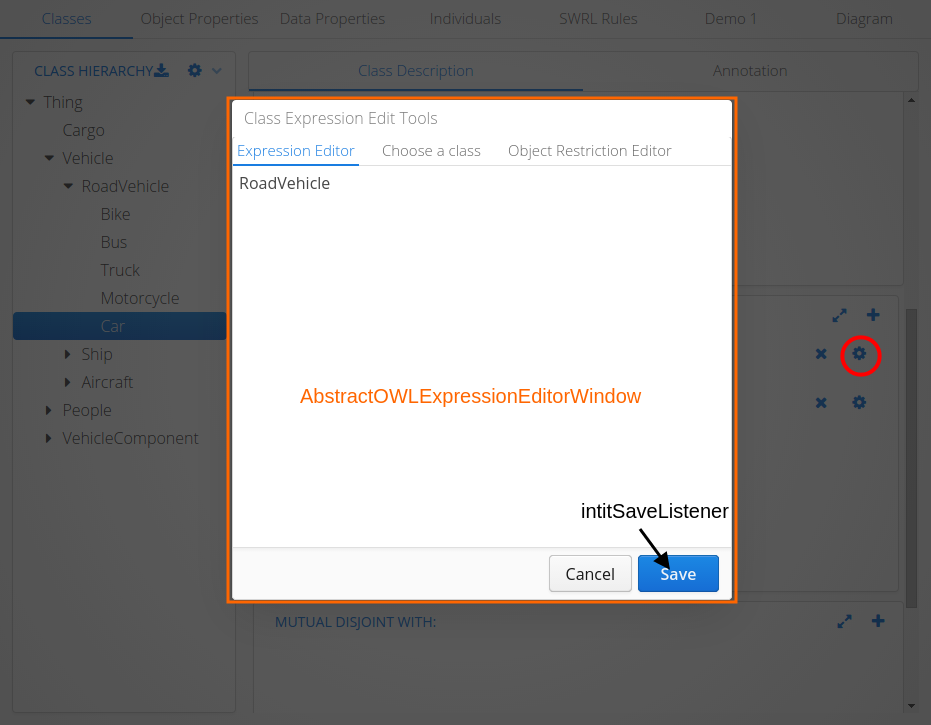 Classes Object Properties Data Properties Individuals SWRL Rules Demo 1 Diagram
CLASS HIERARCHY
Class Description Annotation
Thing
Cargo
Vehicle
RoadVehicle
Bike
Bus
Truck
Motorcycle
Car
Ship
Aircraft
People
VehicleComponent
Class Expression Edit Tools
Expression Editor Choose a class Object Restriction Editor
RoadVehicle
AbstractOWLExpressionEditorWindow
intitSaveListener
Cancel Save
MUTUAL DISJOINT WITH: